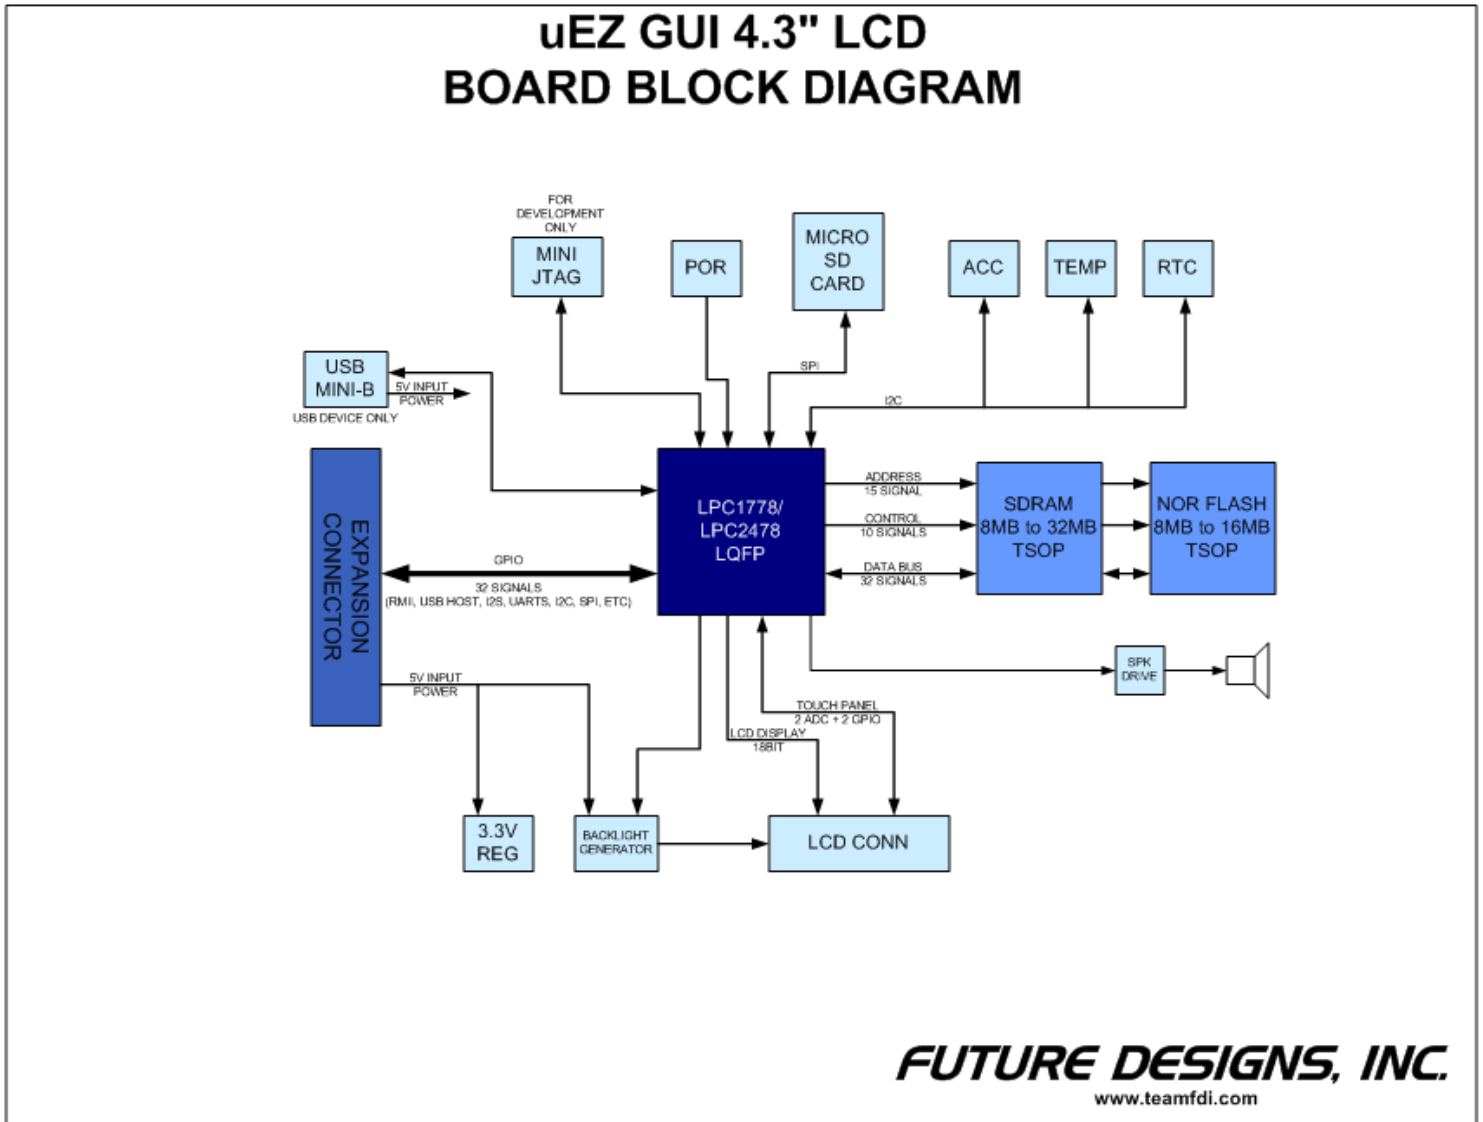 uEZ GUI 4.3" LCD
BOARD BLOCK DIAGRAM
FOR
DEVELOPMENT
ONLY
MINI
JTAG
POR
MICRO
SD
CARD
ACC
TEMP
RTC
SPI
I2C
USB
MINI-B
5V INPUT
POWER
USB DEVICE ONLY
EXPANSION
CONNECTOR
GPIO
32 SIGNALS
(RMII, USB HOST, I2S, UARTS, I2C, SPI, ETC)
LPC1778/
LPC2478
LQFP
ADDRESS
15 SIGNAL
CONTROL
10 SIGNALS
DATA BUS
32 SIGNALS
SDRAM
8MB to 32MB
TSOP
NOR FLASH
8MB to 16MB
TSOP
5V INPUT
POWER
TOUCH PANEL
2 ADC + 2 GPIO
LCD DISPLAY
18BIT
SPK
DRIVE
3.3V
REG
BACKLIGHT
GENERATOR
LCD CONN
FUTURE DESIGNS, INC.
www.teamfdi.com